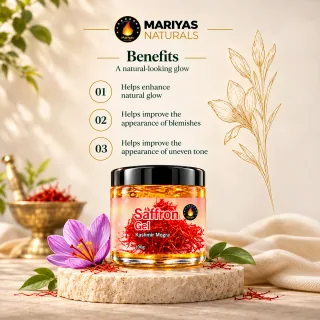 MARIYAS
NATURALS
Benefits
A natural-looking glow
01
Helps enhance
natural glow
02
Helps improve the
appearance of blemishes
03
Helps improve the
appearance of uneven tone
Saffron
Gel
Kashmir Mogra